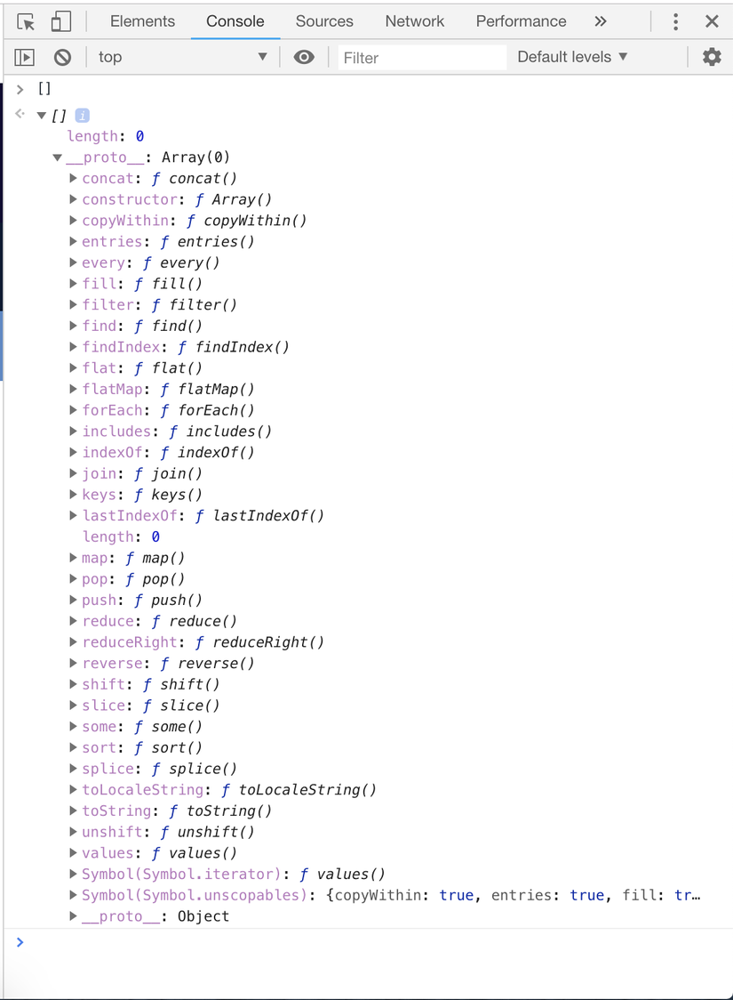 Elements Console Sources Network Performance »
top ▼ Filter Default levels ▼
> []
▼ [] i
length: 0
▼ __proto__: Array(0)
▶ concat: ƒ concat()
▶ constructor: ƒ Array()
▶ copyWithin: ƒ copyWithin()
▶ entries: ƒ entries()
▶ every: ƒ every()
▶ fill: ƒ fill()
▶ filter: ƒ filter()
▶ find: ƒ find()
▶ findIndex: ƒ findIndex()
▶ flat: ƒ flat()
▶ flatMap: ƒ flatMap()
▶ forEach: ƒ forEach()
▶ includes: ƒ includes()
▶ indexOf: ƒ indexOf()
▶ join: ƒ join()
▶ keys: ƒ keys()
▶ lastIndexOf: ƒ lastIndexOf()
length: 0
▶ map: ƒ map()
▶ pop: ƒ pop()
▶ push: ƒ push()
▶ reduce: ƒ reduce()
▶ reduceRight: ƒ reduceRight()
▶ reverse: ƒ reverse()
▶ shift: ƒ shift()
▶ slice: ƒ slice()
▶ some: ƒ some()
▶ sort: ƒ sort()
▶ splice: ƒ splice()
▶ toLocaleString: ƒ toLocaleString()
▶ toString: ƒ toString()
▶ unshift: ƒ unshift()
▶ values: ƒ values()
▶ Symbol(Symbol.iterator): ƒ values()
▶ Symbol(Symbol.unscopables): {copyWithin: true, entries: true, fill: tr…
▶ __proto__: Object
>